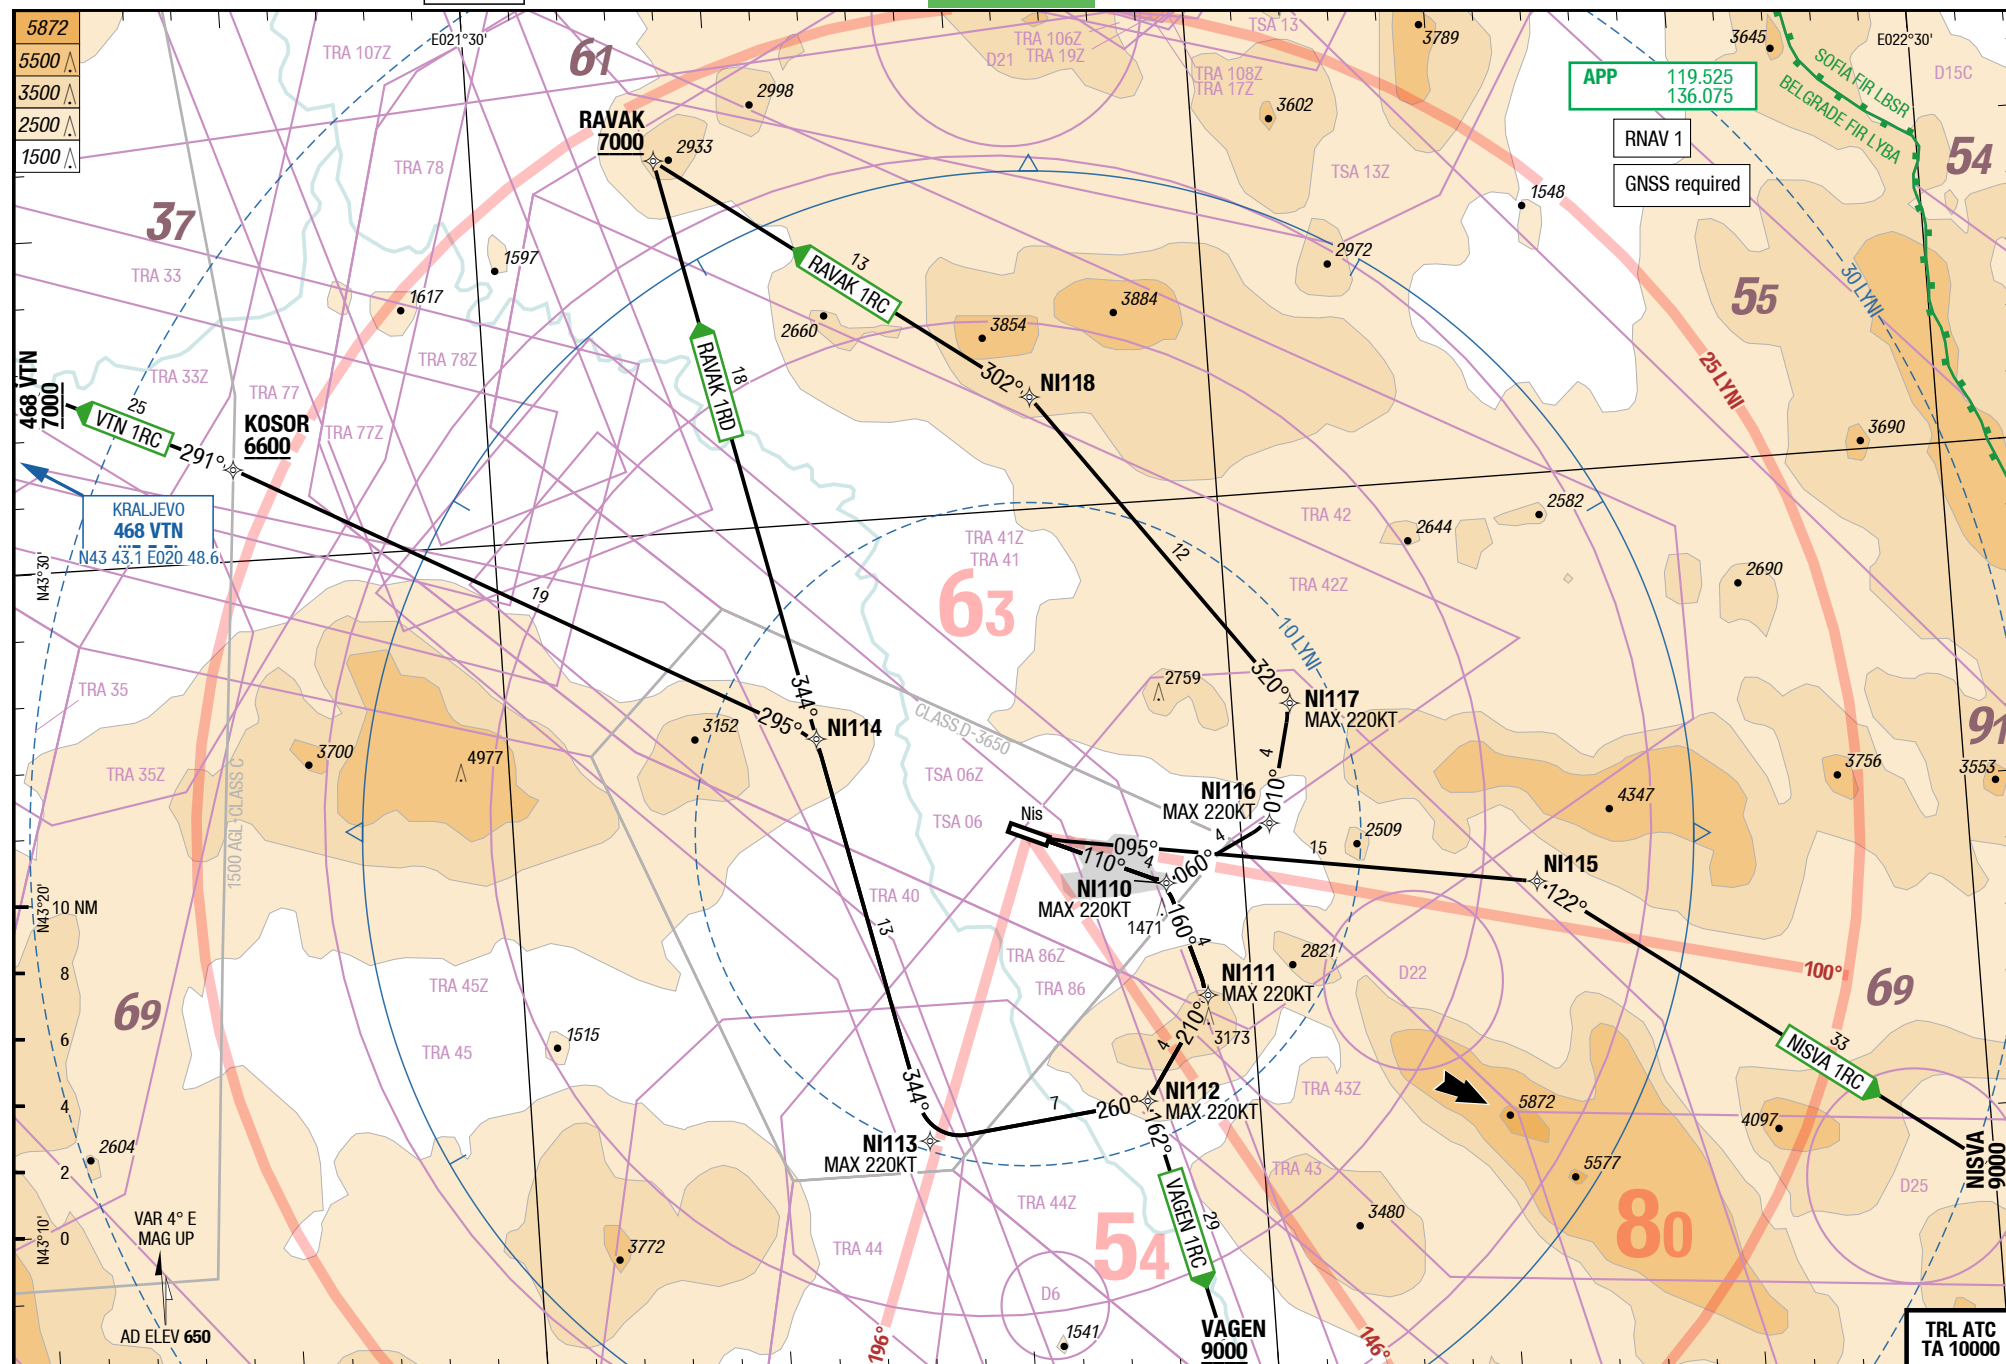 5872
5500
3500
2500
1500
E021°30'
61
TRA 107Z
TRA 106Z
D21 TRA 19Z
TSA 13
3789
3645
E022°30'
SOFIA FIR LBSR
BELGRADE FIR LYBA
D15C
APP 119.525
136.075
RNAV 1
GNSS required
TRA 108Z
TRA 17Z
3602
2998
RAVAK
7000
2933
TRA 78
TSA 13Z
1548
54
37
TRA 33
1597
1617
13
RAVAK 1RC
2972
30 LYNI
55
3884
3854
2660
TRA 78Z
TRA 33Z
TRA 77
TRA 77Z
468 VTN
7000
25
VTN 1RC
291°
KOSOR
6600
RAVAK 1RD
18
302°
NI118
25 LYNI
3690
KRALJEVO
468 VTN
N43 43.1 E020 48.6
N43°30'
19
TRA 41Z
TRA 41
63
12
TRA 42
TRA 42Z
2644
2582
2690
10 LYNI
TRA 35
TRA 35Z
3700
4977
3152
295°
344°
NI114
CLASS D-3650
2759
320°
NI117
MAX 220KT
4
010°
NI116
MAX 220KT
4
91
3756
3553
4347
2509
1500 AGL-CLASS C
TSA 06Z
TSA 06
Nis
095°
110°
4
060°
15
NI115
122°
NI110
MAX 220KT
1471
160°
4
N43°20'
10 NM
8
6
4
2
0
TRA 40
13
TRA 86Z
TRA 86
2821
D22
100°
69
69
TRA 45Z
TRA 45
1515
NI111
MAX 220KT
3173
210°
4
33
NISVA 1RC
NISVA
9000
344°
NI113
MAX 220KT
7
260°
NI112
MAX 220KT
162°
TRA 43Z
TRA 43
5872
5577
4097
D25
80
2604
VAR 4° E
MAG UP
N43°10'
AD ELEV 650
3772
TRA 44
TRA 44Z
54
D6
1541
VAGEN 1RC
29
VAGEN
9000
3480
196°
146°
TRL ATC
TA 10000